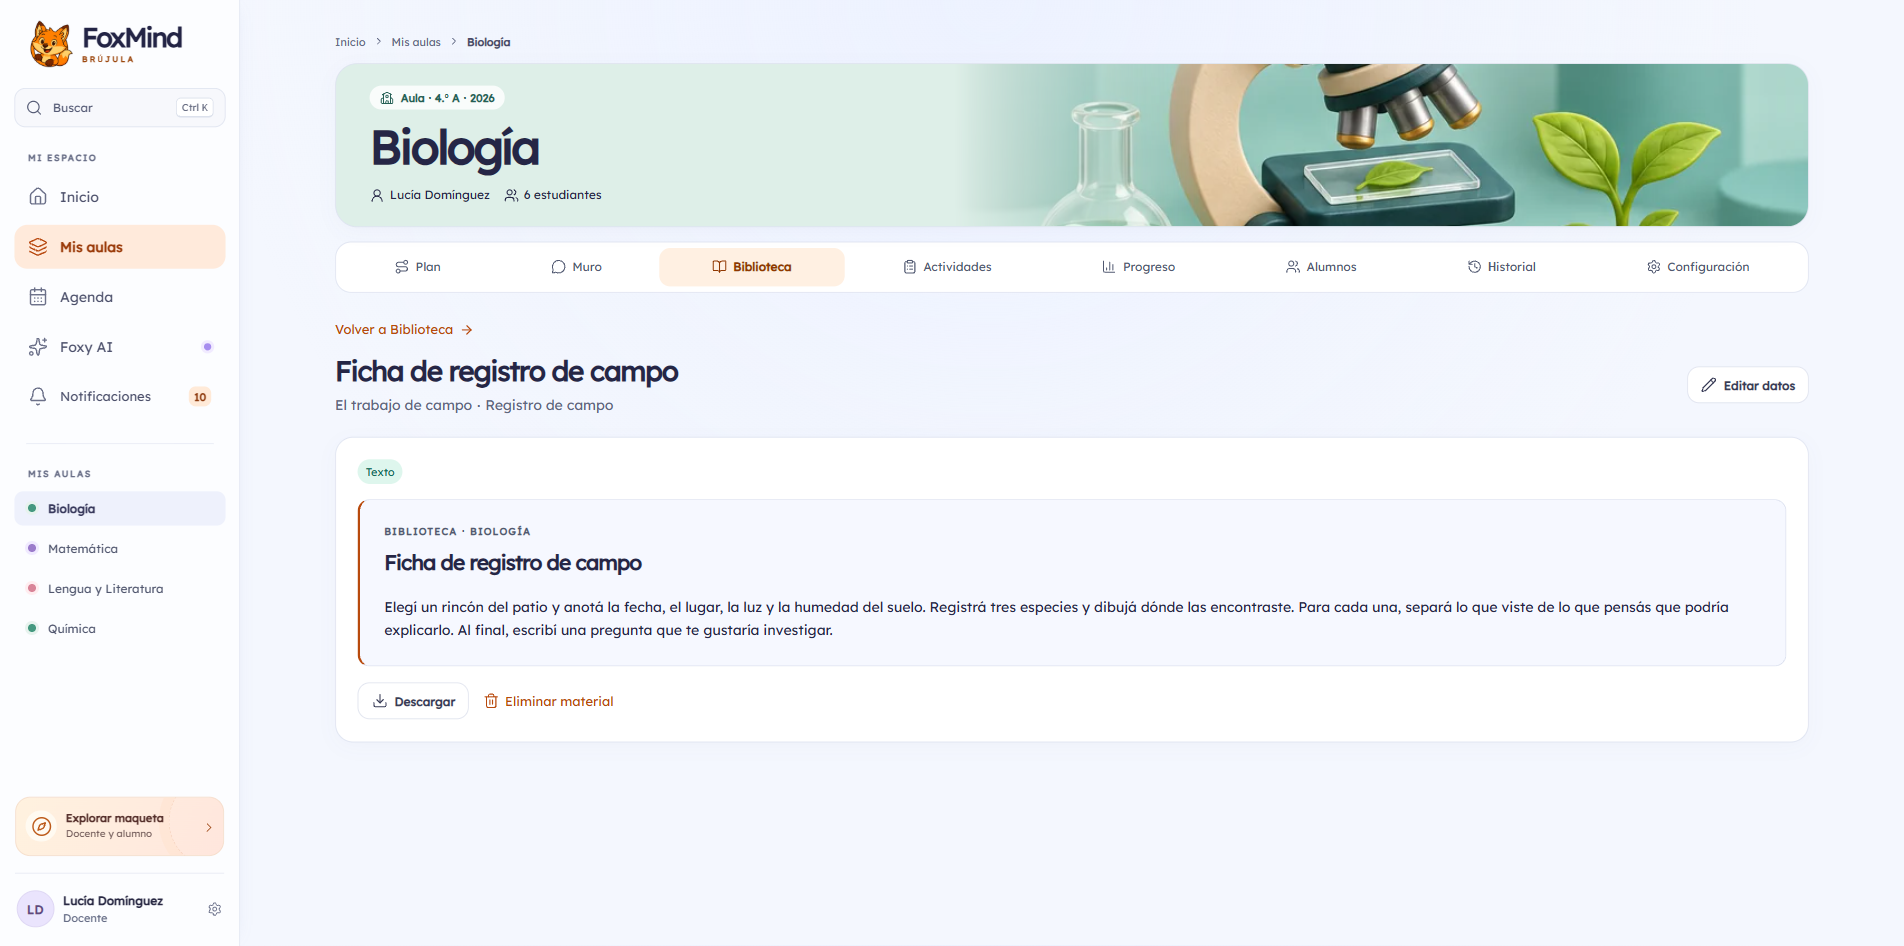 FoxMind
BRÚJULA
Buscar
Ctrl K
MI ESPACIO
Inicio
Mis aulas
Agenda
Foxy AI
Notificaciones
10
MIS AULAS
Biología
Matemática
Lengua y Literatura
Química
Explorar maqueta
Docente y alumno
LD
Lucía Domínguez
Docente
Inicio > Mis aulas > Biología
Aula · 4.º A · 2026
Biología
Lucía Domínguez 6 estudiantes
Plan Muro Biblioteca Actividades Progreso Alumnos Historial Configuración
Volver a Biblioteca →
Ficha de registro de campo
El trabajo de campo · Registro de campo
Editar datos
Texto
BIBLIOTECA · BIOLOGÍA
Ficha de registro de campo
Elegí un rincón del patio y anotá la fecha, el lugar, la luz y la humedad del suelo. Registrá tres especies y dibujá dónde las encontraste. Para cada una, separá lo que viste de lo que pensás que podría
explicarlo. Al final, escribí una pregunta que te gustaría investigar.
Descargar
Eliminar material